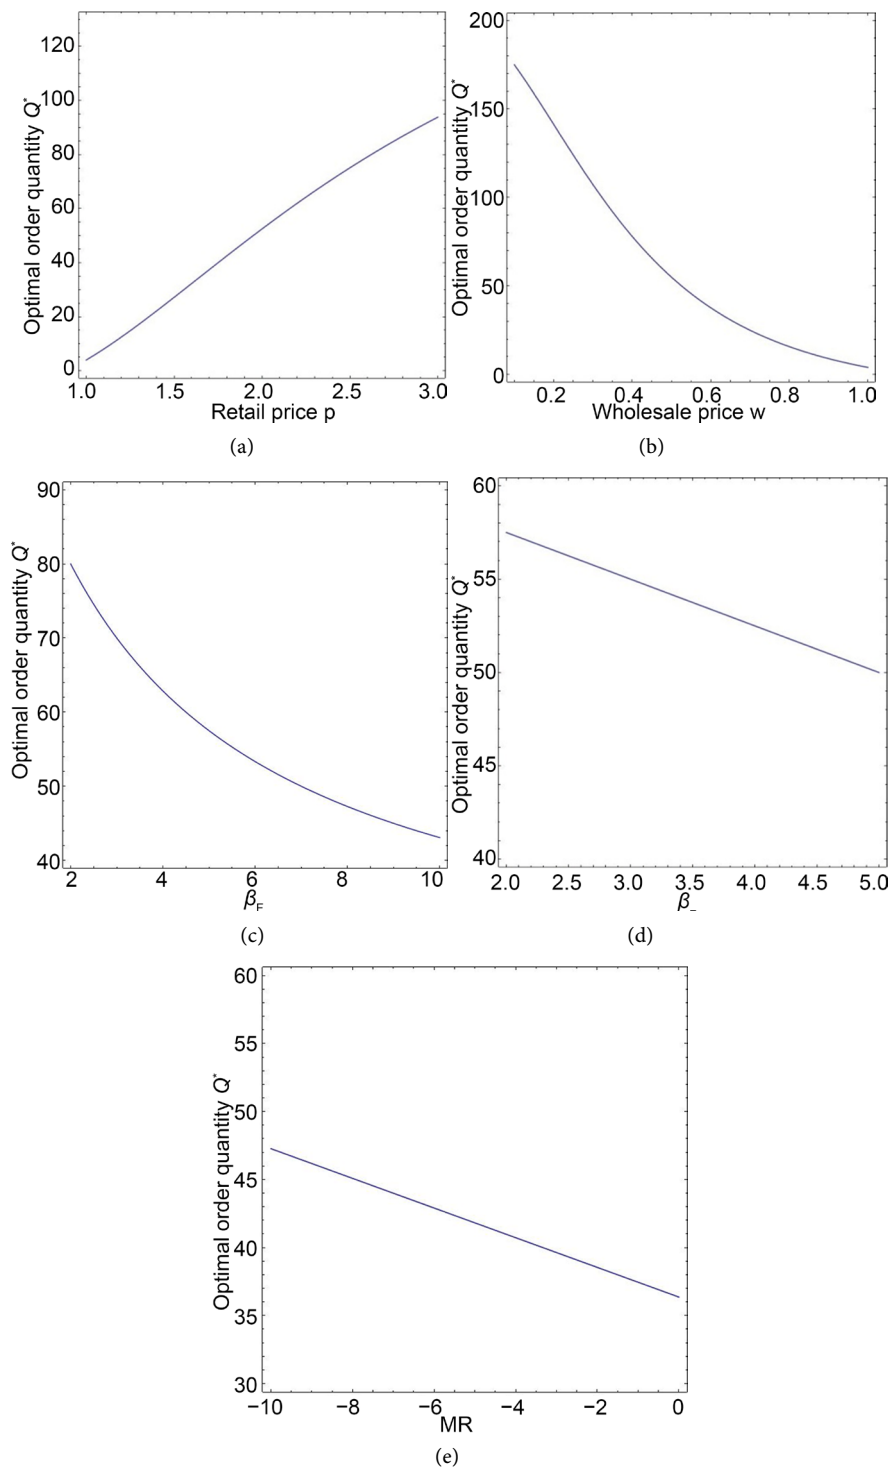 Optimal order quantity Q*
120
100
80
60
40
20
0
1.0 1.5 2.0 2.5 3.0
Retail price p
(a)
Optimal order quantity Q*
200
150
100
50
0
0.2 0.4 0.6 0.8 1.0
Wholesale price w
(b)
Optimal order quantity Q*
90
80
70
60
50
40
2 4 6 8 10
(c)
Optimal order quantity Q*
60
55
50
45
40
2.0 2.5 3.0 3.5 4.0 4.5 5.0
β_
(d)
Optimal order quantity Q*
60
55
50
45
40
35
30
−10 −8 −6 −4 −2 0
MR
(e)